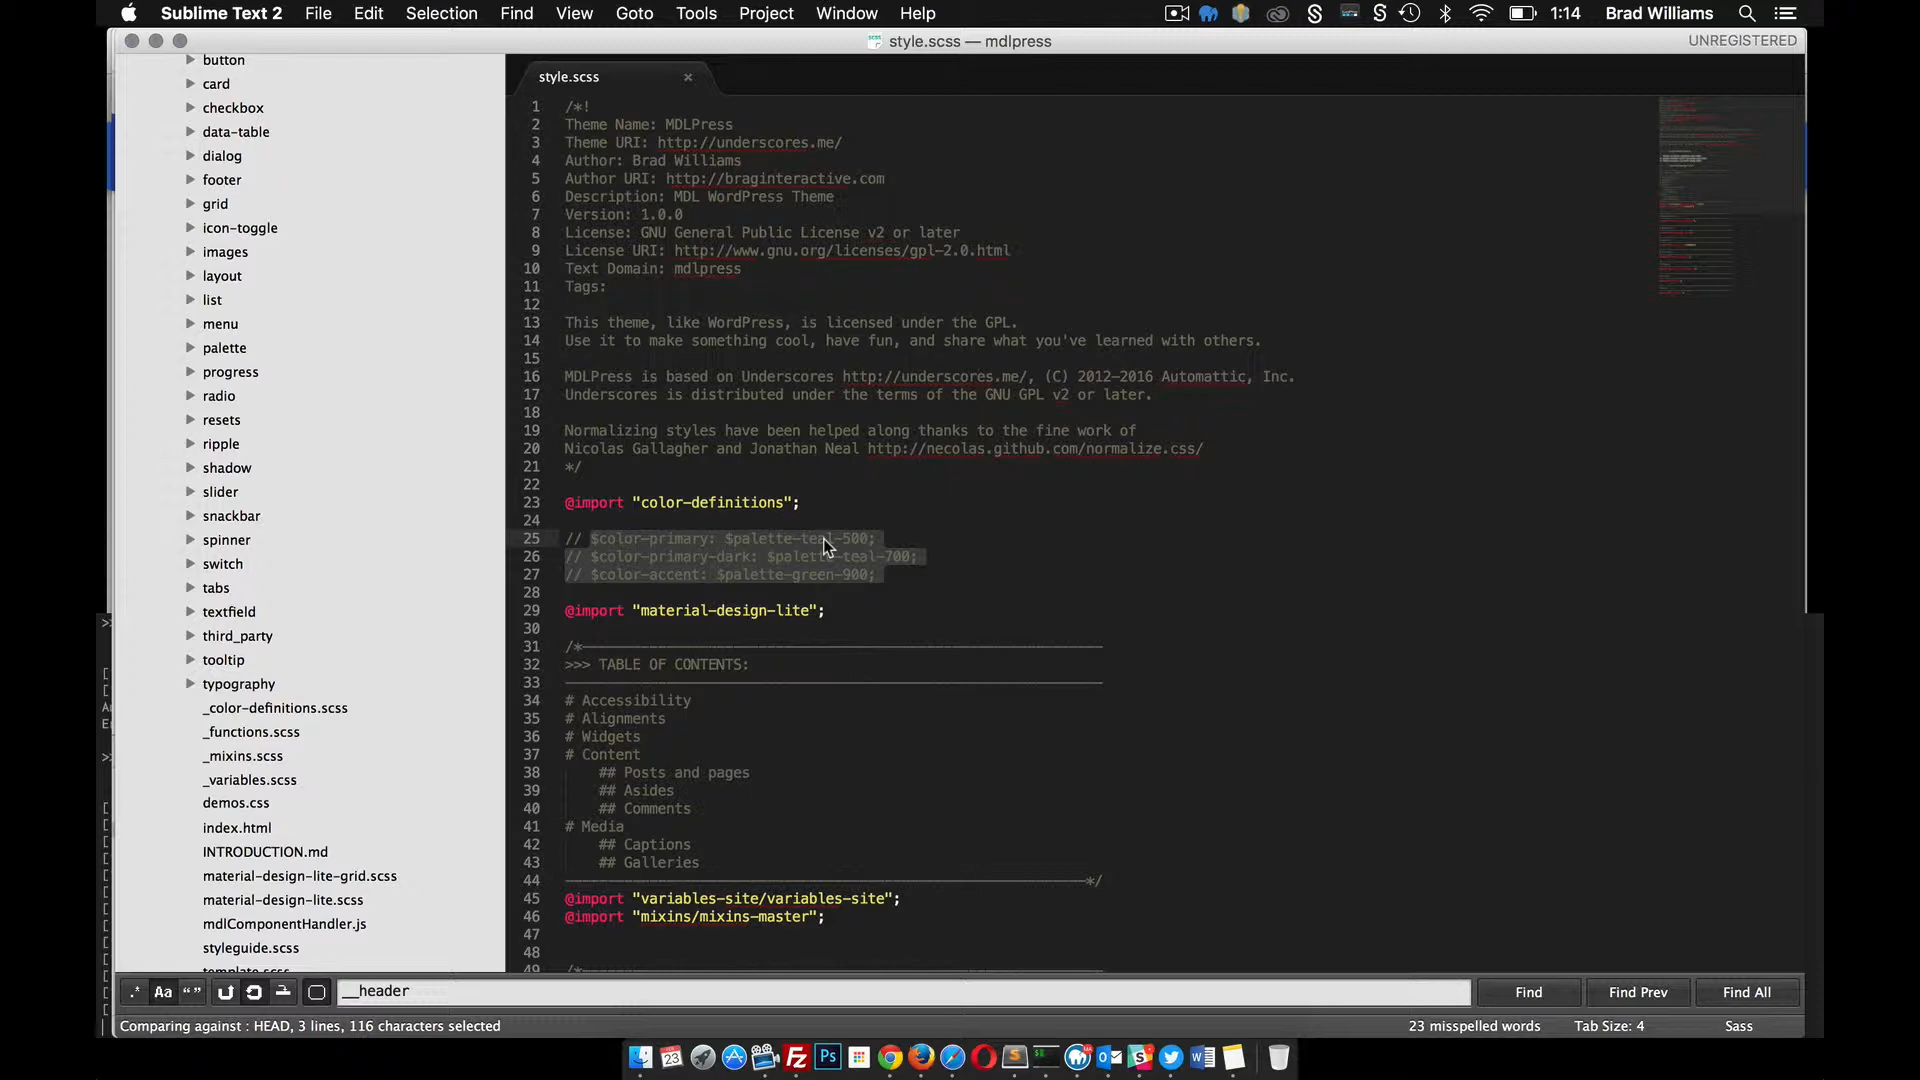 Sublime Text 2 File Edit Selection Find View Goto Tools Project Window Help 1:14 Brad Williams
style.scss — mdlpress UNREGISTERED
button
card
checkbox
data-table
dialog
footer
grid
icon-toggle
images
layout
list
menu
palette
progress
radio
resets
ripple
shadow
slider
snackbar
spinner
switch
tabs
textfield
third_party
tooltip
typography
_color-definitions.scss
_functions.scss
_mixins.scss
_variables.scss
demos.css
index.html
INTRODUCTION.md
material-design-lite-grid.scss
material-design-lite.scss
mdlComponentHandler.js
styleguide.scss
template.scss
style.scss ×
1 /*!
2 Theme Name: MDLPress
3 Theme URI: http://underscores.me/
4 Author: Brad Williams
5 Author URI: http://braginteractive.com
6 Description: MDL WordPress Theme
7 Version: 1.0.0
8 License: GNU General Public License v2 or later
9 License URI: http://www.gnu.org/licenses/gpl-2.0.html
10 Text Domain: mdlpress
11 Tags:
12
13 This theme, like WordPress, is licensed under the GPL.
14 Use it to make something cool, have fun, and share what you've learned with others.
15
16 MDLPress is based on Underscores http://underscores.me/, (C) 2012-2016 Automattic, Inc.
17 Underscores is distributed under the terms of the GNU GPL v2 or later.
18
19 Normalizing styles have been helped along thanks to the fine work of
20 Nicolas Gallagher and Jonathan Neal http://necolas.github.com/normalize.css/
21 */
22
23 @import "color-definitions";
24
25 // $color-primary: $palette-teal-500;
26 // $color-primary-dark: $palette-teal-700;
27 // $color-accent: $palette-green-900;
28
29 @import "material-design-lite";
30
31 /*--------------------------------------------------------------
32 >>> TABLE OF CONTENTS:
33 ----------------------------------------------------------------
34 # Accessibility
35 # Alignments
36 # Widgets
37 # Content
38 ## Posts and pages
39 ## Asides
40 ## Comments
41 # Media
42 ## Captions
43 ## Galleries
44 --------------------------------------------------------------*/
45 @import "variables-site/variables-site";
46 @import "mixins/mixins-master";
47
48
49 /*--------------------------------------------------------------
.* Aa “” __header Find Find Prev Find All
Comparing against : HEAD, 3 lines, 116 characters selected 23 misspelled words Tab Size: 4 Sass